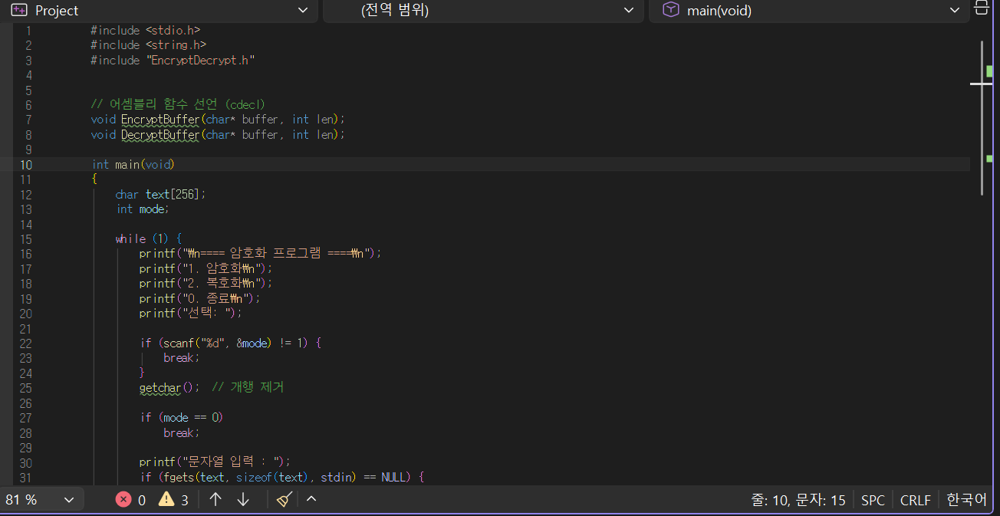 Project (전역 범위) main(void)
1 #include <stdio.h>
2 #include <string.h>
3 #include "EncryptDecrypt.h"
4
5
6 // 어셈블리 함수 선언 (cdecl)
7 void EncryptBuffer(char* buffer, int len);
8 void DecryptBuffer(char* buffer, int len);
9
10 int main(void)
11 {
12 char text[256];
13 int mode;
14
15 while (1) {
16 printf("₩n==== 암호화 프로그램 ====₩n");
17 printf("1. 암호화₩n");
18 printf("2. 복호화₩n");
19 printf("0. 종료₩n");
20 printf("선택: ");
21
22 if (scanf("%d", &mode) != 1) {
23 break;
24 }
25 getchar(); // 개행 제거
26
27 if (mode == 0)
28 break;
29
30 printf("문자열 입력 : ");
31 if (fgets(text, sizeof(text), stdin) == NULL) {
81 % 0 3 줄: 10, 문자: 15 SPC CRLF 한국어